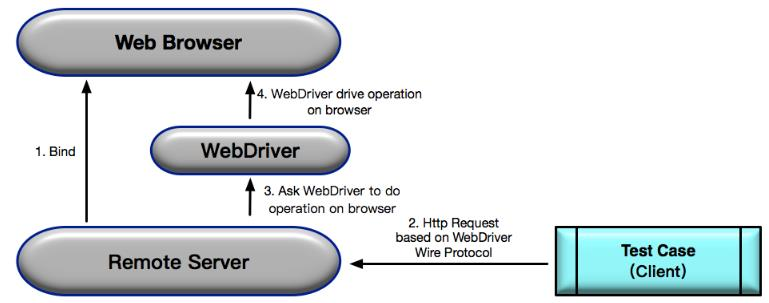 Web Browser
4. WebDriver drive operation
on browser
1. Bind
WebDriver
3. Ask WebDriver to do
operation on browser
2. Http Request
based on WebDriver
Wire Protocol
Remote Server
Test Case
(Client)